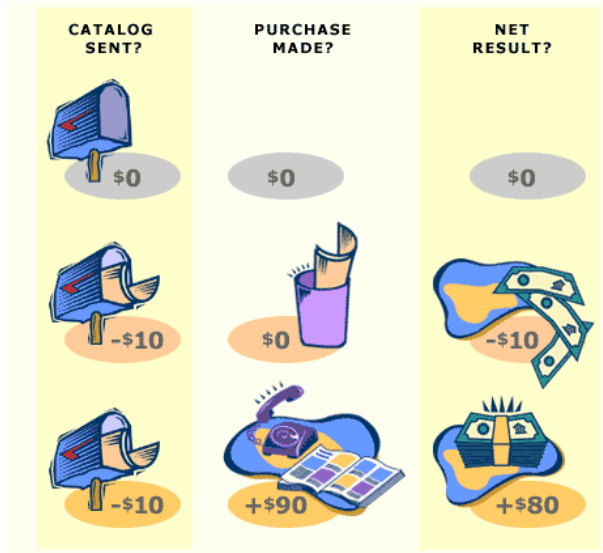 CATALOG
SENT?
PURCHASE
MADE?
NET
RESULT?
$0
$0
$0
-$10
$0
-$10
-$10
+$90
+$80